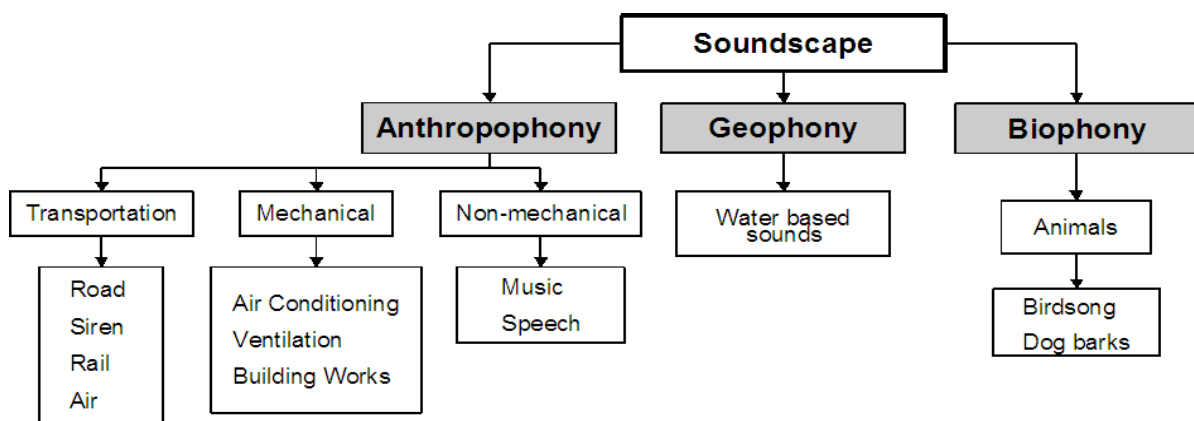 Soundscape
Anthropophony
Geophony
Biophony
Transportation
Mechanical
Non-mechanical
Water based
sounds
Animals
Road
Siren
Rail
Air
Air Conditioning
Ventilation
Building Works
Music
Speech
Birdsong
Dog barks